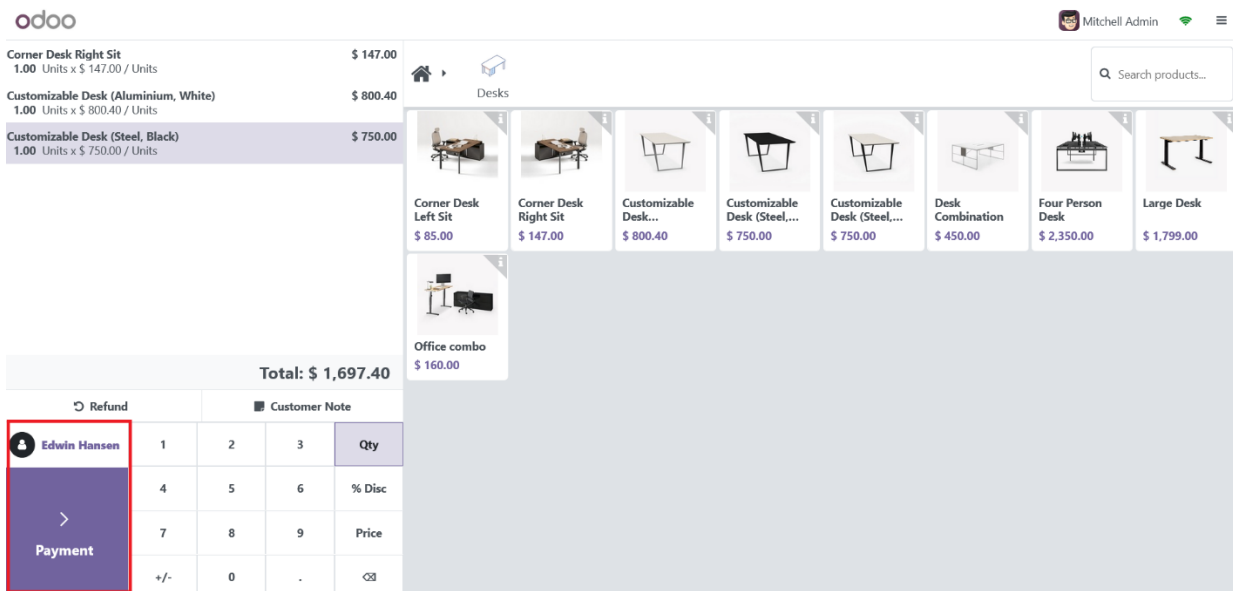 odoo
Mitchell Admin
Corner Desk Right Sit $ 147.00
1.00 Units x $ 147.00 / Units
Customizable Desk (Aluminium, White) $ 800.40
1.00 Units x $ 800.40 / Units
Customizable Desk (Steel, Black) $ 750.00
1.00 Units x $ 750.00 / Units
Total: $ 1,697.40
Refund Customer Note
Edwin Hansen 1 2 3 Qty
4 5 6 % Disc
Payment 7 8 9 Price
+/- 0 .
Desks
Search products...
Corner Desk
Left Sit
$ 85.00
Corner Desk
Right Sit
$ 147.00
Customizable
Desk...
$ 800.40
Customizable
Desk (Steel,...
$ 750.00
Customizable
Desk (Steel,...
$ 750.00
Desk
Combination
$ 450.00
Four Person
Desk
$ 2,350.00
Large Desk
$ 1,799.00
Office combo
$ 160.00